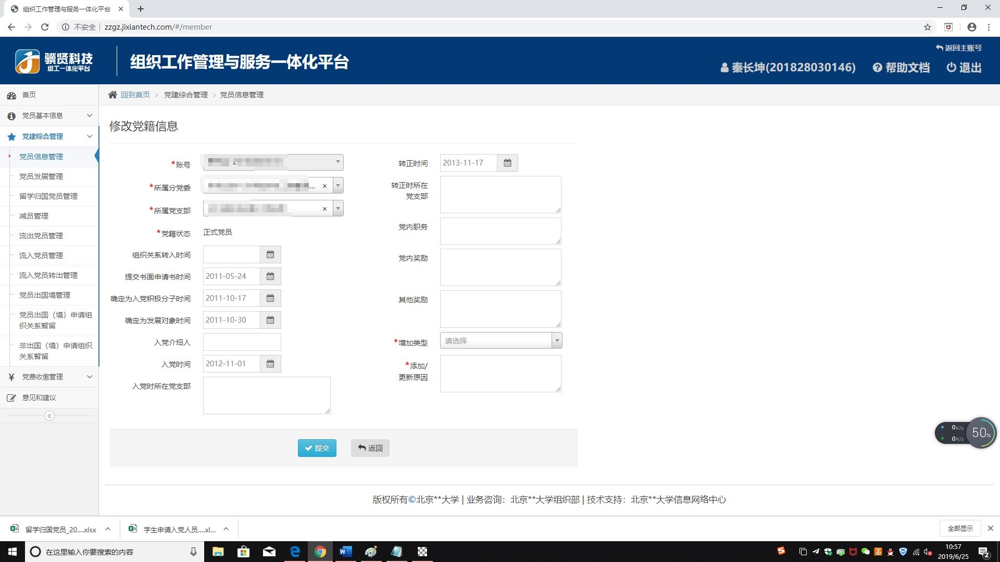 组织工作管理与服务一体化平台
不安全 zzgz.jixiantech.com/#/member
返回主账号
骥贤科技
组工一体化平台
组织工作管理与服务一体化平台
秦长坤(201828030146) 帮助文档 退出
首页
回到首页 党建综合管理 党员信息管理
党员基本信息
党建综合管理
党员信息管理
党员发展管理
留学归国党员管理
减员管理
流出党员管理
流入党员管理
流入党员转出管理
党员出国境管理
党员出国（境）申请组
织关系暂留
非出国（境）申请组织
关系暂留
党费收缴管理
意见和建议
修改党籍信息
*账号
*所属分党委
*所属党支部
*党籍状态 正式党员
组织关系转入时间
提交书面申请书时间 2011-05-24
确定为入党积极分子时间 2011-10-17
确定为发展对象时间 2011-10-30
入党介绍人
入党时间 2012-11-01
入党时所在党支部
转正时间 2013-11-17
转正时所在
党支部
党内职务
党内奖励
其他奖励
*增加类型 请选择
*添加/
更新原因
提交 返回
0K/s
0K/s
50%
版权所有©北京**大学 | 业务咨询：北京**大学组织部 | 技术支持：北京**大学信息网络中心
留学归国党员_20....xlsx 学生申请入党人员....xl... 全部显示
在这里输入你要搜索的内容
10:57
2019/6/25
2